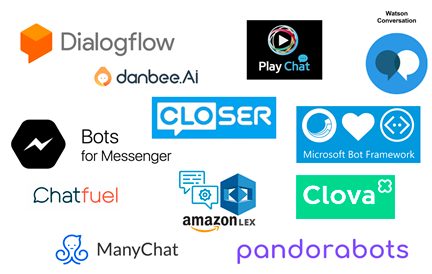 Watson
Conversation
Dialogflow
Play Chat
danbee.Ai
CLOSER
Bots
for Messenger
Microsoft Bot Framework
Chatfuel
amazon LEX
Clova
ManyChat
pandorabots